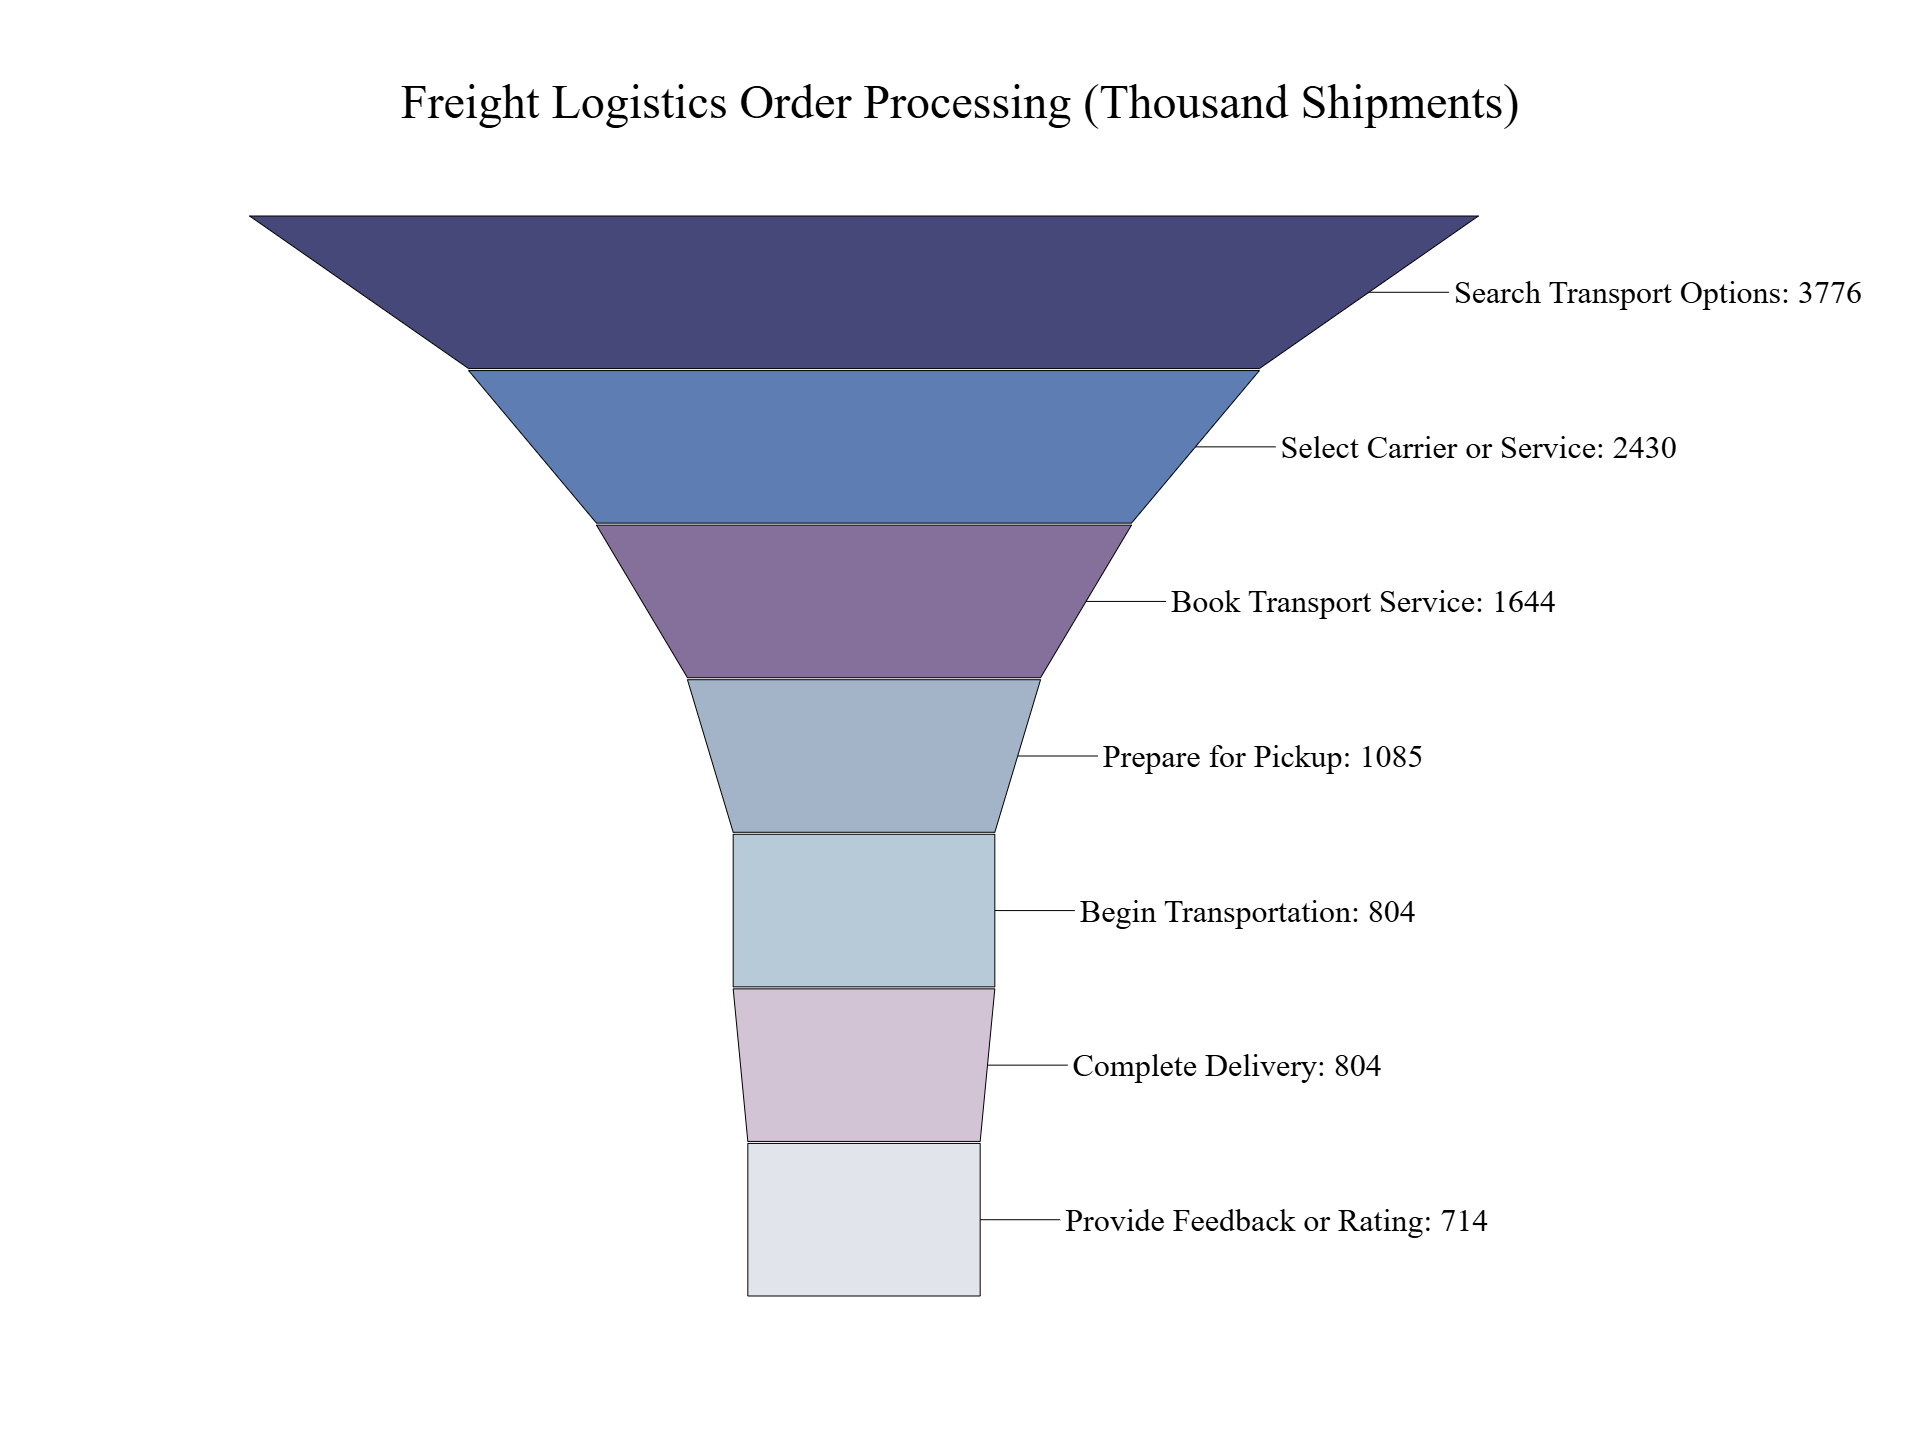 Freight Logistics Order Processing (Thousand Shipments)
Search Transport Options: 3776
Select Carrier or Service: 2430
Book Transport Service: 1644
Prepare for Pickup: 1085
Begin Transportation: 804
Complete Delivery: 804
Provide Feedback or Rating: 714